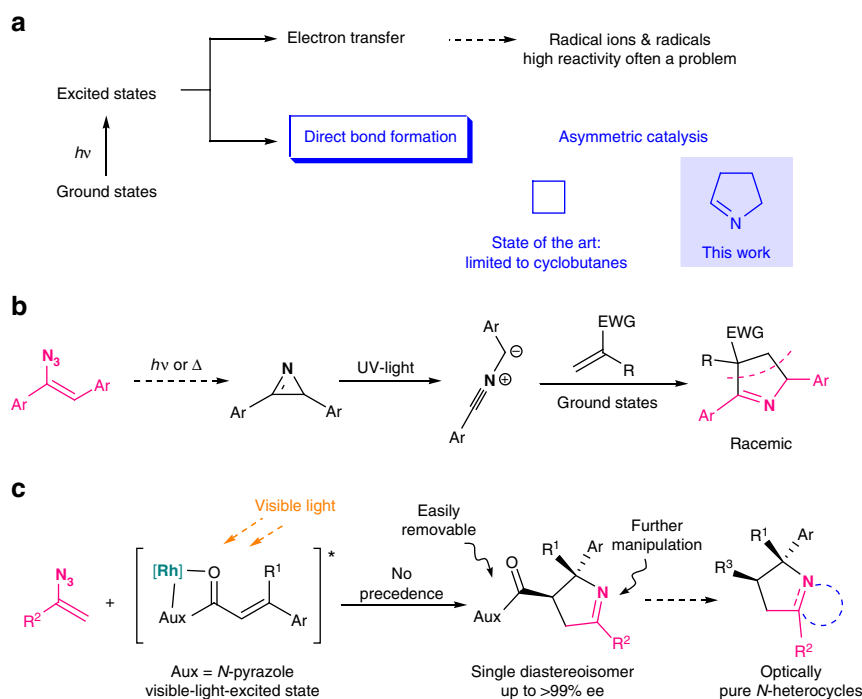 a
Electron transfer
Radical ions & radicals
high reactivity often a problem
Excited states
hν
Ground states
Direct bond formation
Asymmetric catalysis
N
State of the art:
limited to cyclobutanes
This work
b
N3
Ar
Ar
hν or Δ
N
Ar
Ar
UV-light
Ar
−
N
+
Ar
EWG
R
Ground states
EWG
R
Ar
N
Ar
Racemic
c
Visible light
N3
R2
+
[Rh]
O
Aux
R1
Ar
*
Aux = N-pyrazole
visible-light-excited state
No
precedence
Easily
removable
O
Aux
R1
Ar
N
R2
Further
manipulation
Single diastereoisomer
up to >99% ee
R1
Ar
R3
N
R2
Optically
pure N-heterocycles